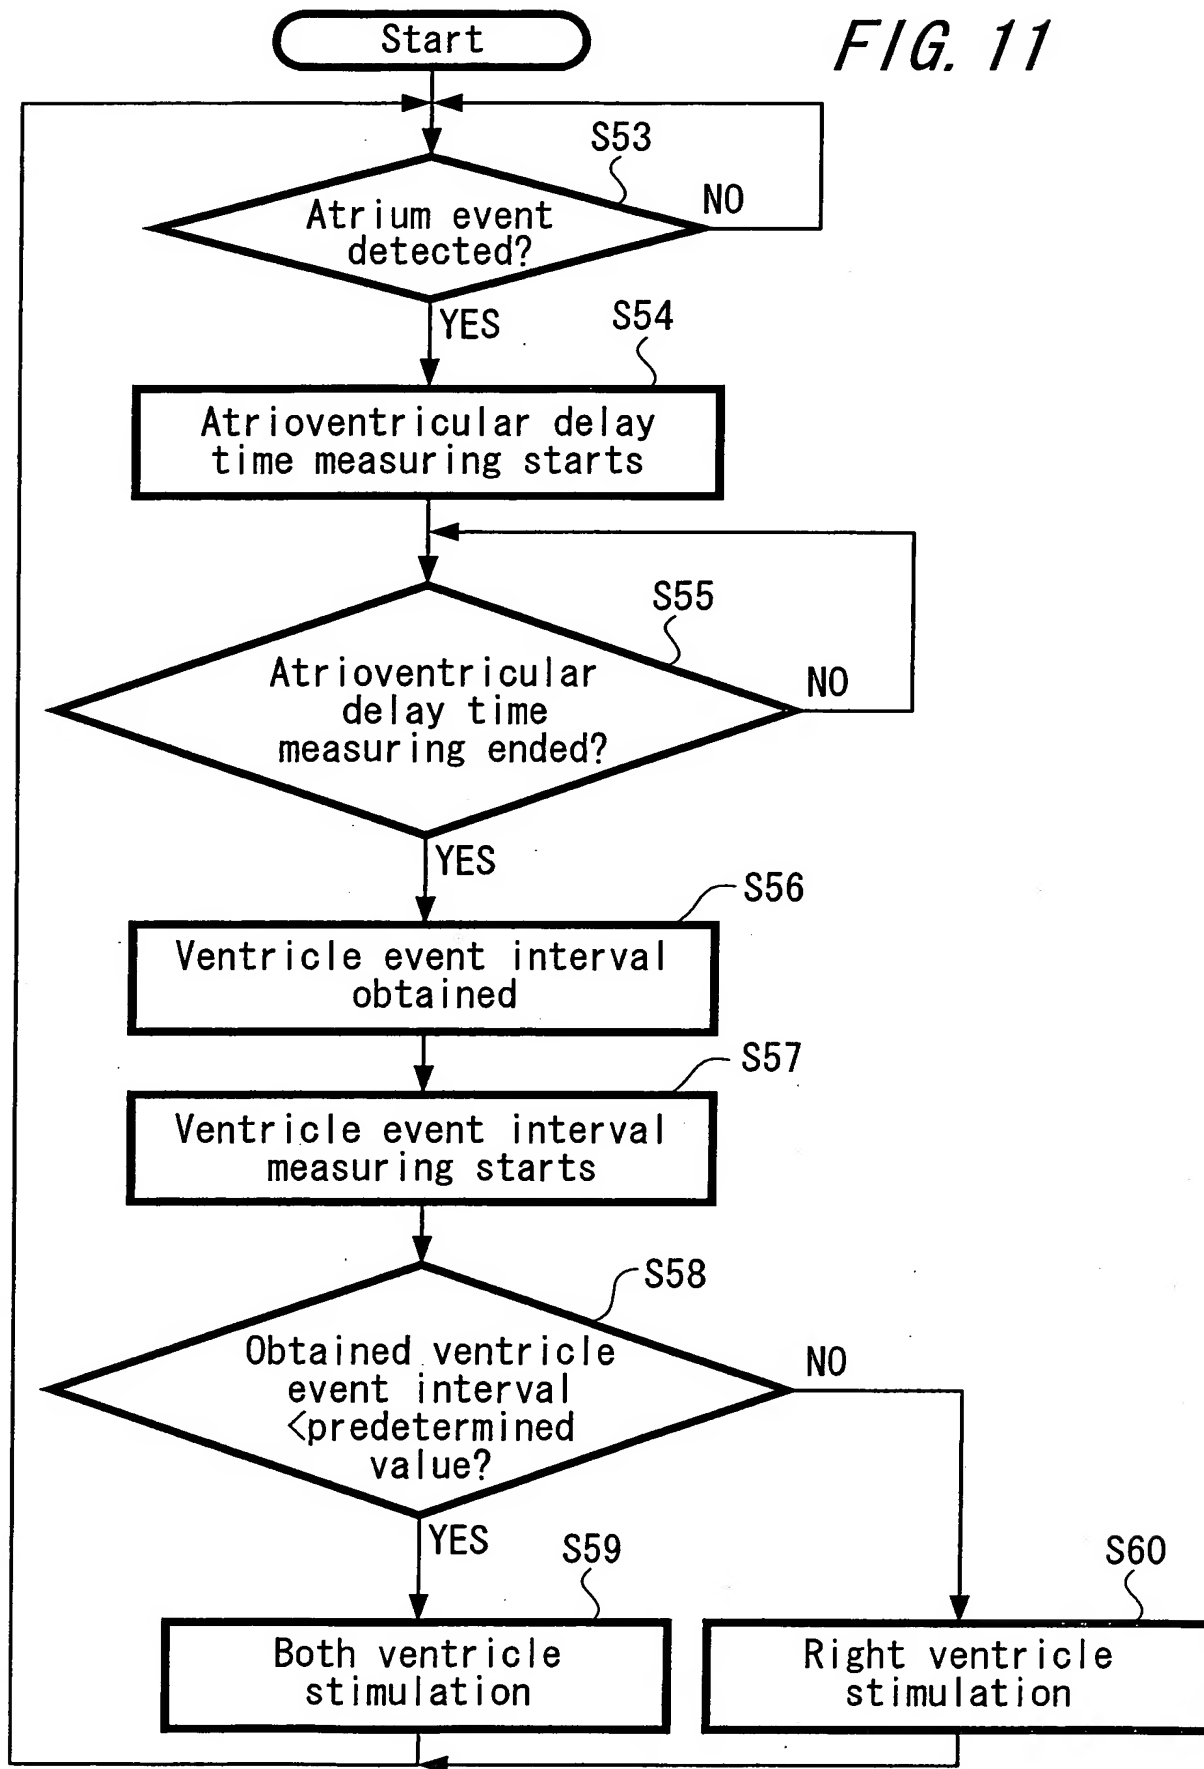 FIG. 11
Start
S53
Atrium event
detected?
NO
YES
S54
Atrioventricular delay
time measuring starts
S55
Atrioventricular
delay time
measuring ended?
NO
YES
S56
Ventricle event interval
obtained
S57
Ventricle event interval
measuring starts
S58
Obtained ventricle
event interval
<predetermined
value?
NO
YES
S59
Both ventricle
stimulation
S60
Right ventricle
stimulation